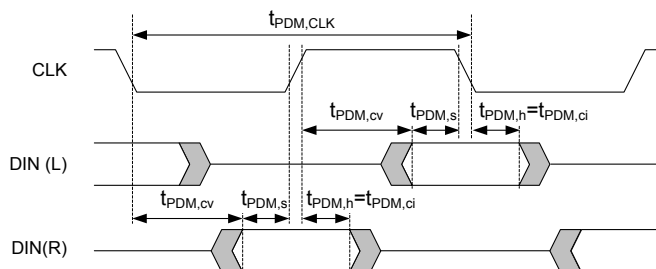 tPDM,CLK
CLK
tPDM,cv tPDM,s tPDM,h=tPDM,ci
DIN (L)
tPDM,cv tPDM,s tPDM,h=tPDM,ci
DIN(R)